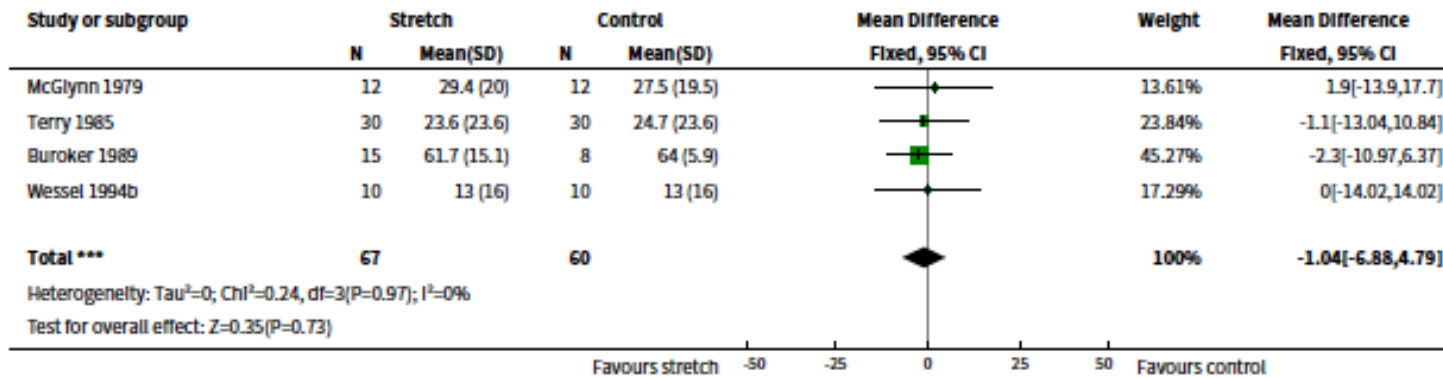 Study or subgroup Stretch Control Mean Difference Weight Mean Difference
N Mean(SD) N Mean(SD) Fixed, 95% CI Fixed, 95% CI
McGlynn 1979 12 29.4 (20) 12 27.5 (19.5) 13.61% 1.9[-13.9,17.7]
Terry 1985 30 23.6 (23.6) 30 24.7 (23.6) 23.84% -1.1[-13.04,10.84]
Buroker 1989 15 61.7 (15.1) 8 64 (5.9) 45.27% -2.3[-10.97,6.37]
Wessel 1994b 10 13 (16) 10 13 (16) 17.29% 0[-14.02,14.02]
Total *** 67 60 100% -1.04[-6.88,4.79]
Heterogeneity: Tau²=0; Chi²=0.24, df=3(P=0.97); I²=0%
Test for overall effect: Z=0.35(P=0.73)
Favours stretch -50 -25 0 25 50 Favours control